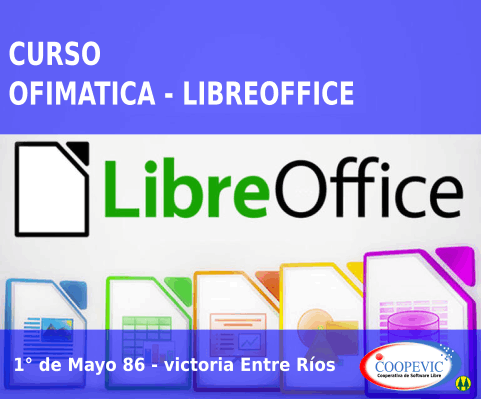 CURSO
OFIMATICA - LIBREOFFICE
LibreOffice
1° de Mayo 86 - victoria Entre Ríos
COOPEVIC
Cooperativa de Software Libre